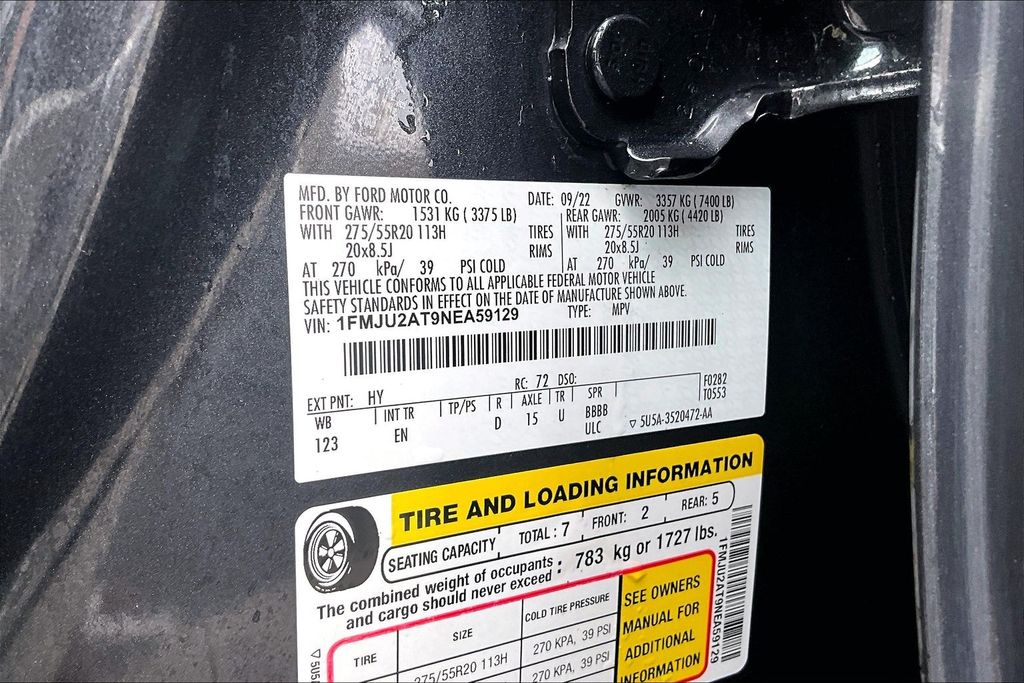 MFD. BY FORD MOTOR CO. DATE: 09/22 GVWR: 3357 KG ( 7400 LB)
FRONT GAWR: 1531 KG ( 3375 LB) REAR GAWR: 2005 KG ( 4420 LB)
WITH 275/55R20 113H TIRES WITH 275/55R20 113H TIRES
20x8.5J RIMS 20x8.5J RIMS
AT 270 kPa/ 39 PSI COLD AT 270 kPa/ 39 PSI COLD
THIS VEHICLE CONFORMS TO ALL APPLICABLE FEDERAL MOTOR VEHICLE
SAFETY STANDARDS IN EFFECT ON THE DATE OF MANUFACTURE SHOWN ABOVE.
VIN: 1FMJU2AT9NEA59129 TYPE: MPV
EXT PNT: HY RC: 72 DSO: F0282
WB INT TR TP/PS R AXLE TR SPR T0553
123 EN D 15 U BBBB
ULC ▽ 5U5A-3520472-AA
TIRE AND LOADING INFORMATION
SEATING CAPACITY TOTAL : 7 FRONT: 2 REAR: 5
The combined weight of occupants
and cargo should never exceed : 783 kg or 1727 lbs.
TIRE SIZE COLD TIRE PRESSURE
275/55R20 113H 270 KPA, 39 PSI
270 KPA, 39 PSI
SEE OWNERS
MANUAL FOR
ADDITIONAL
INFORMATION
1FMJU2AT9NEA59129
▽ 5U5